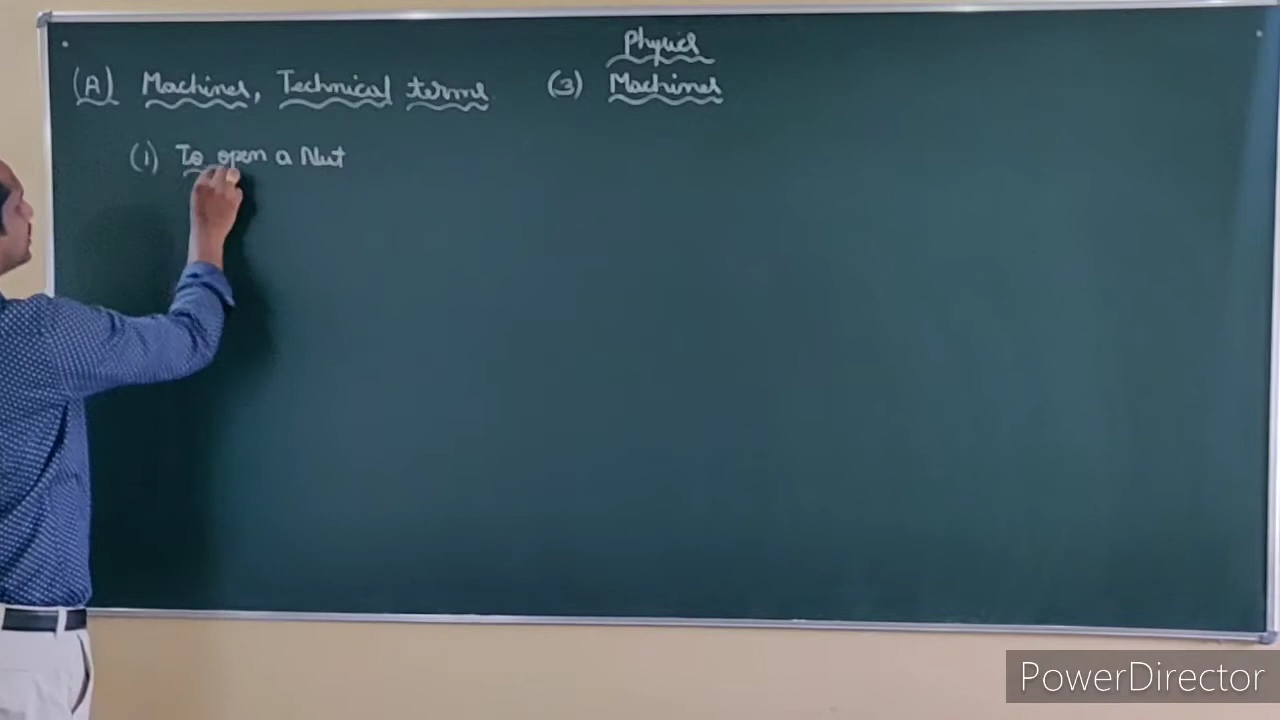 Physics
(3) Machines
(A) Machines, Technical terms
(1) To open a Nut
PowerDirector